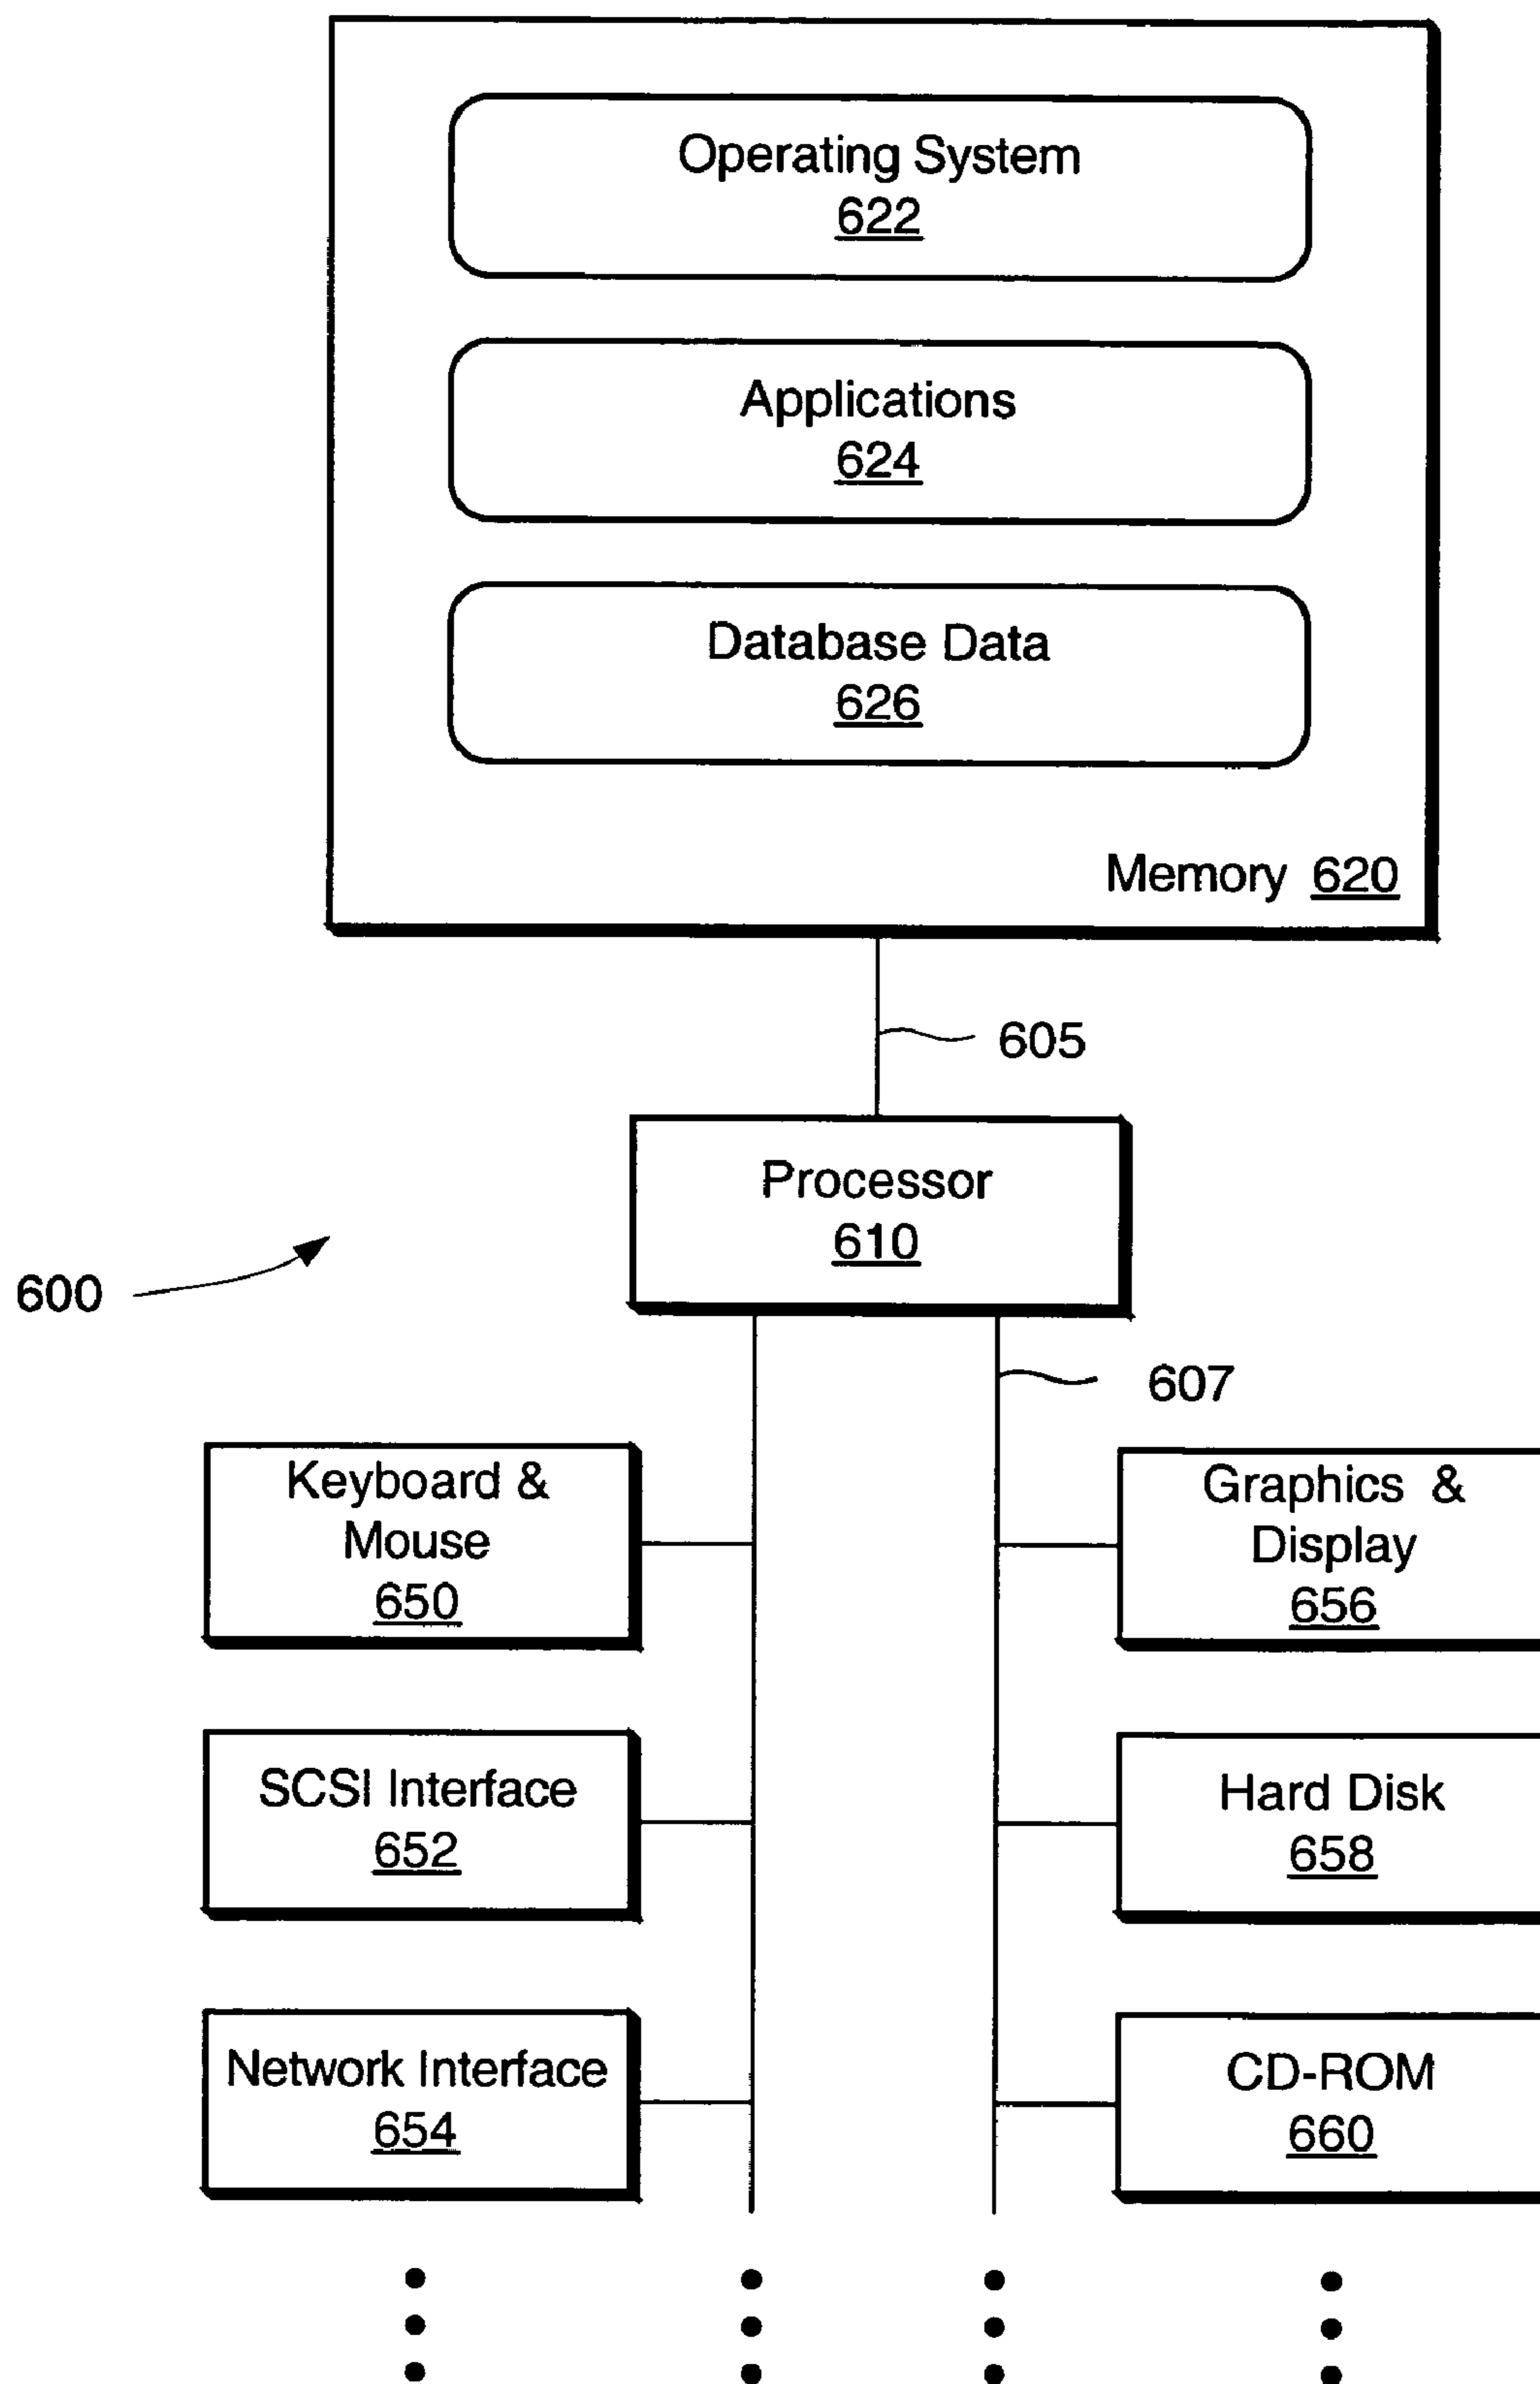 Operating System
622
Applications
624
Database Data
626
Memory 620
605
Processor
610
600
607
Keyboard &
Mouse
650
Graphics &
Display
656
SCSI Interface
652
Hard Disk
658
Network Interface
654
CD-ROM
660